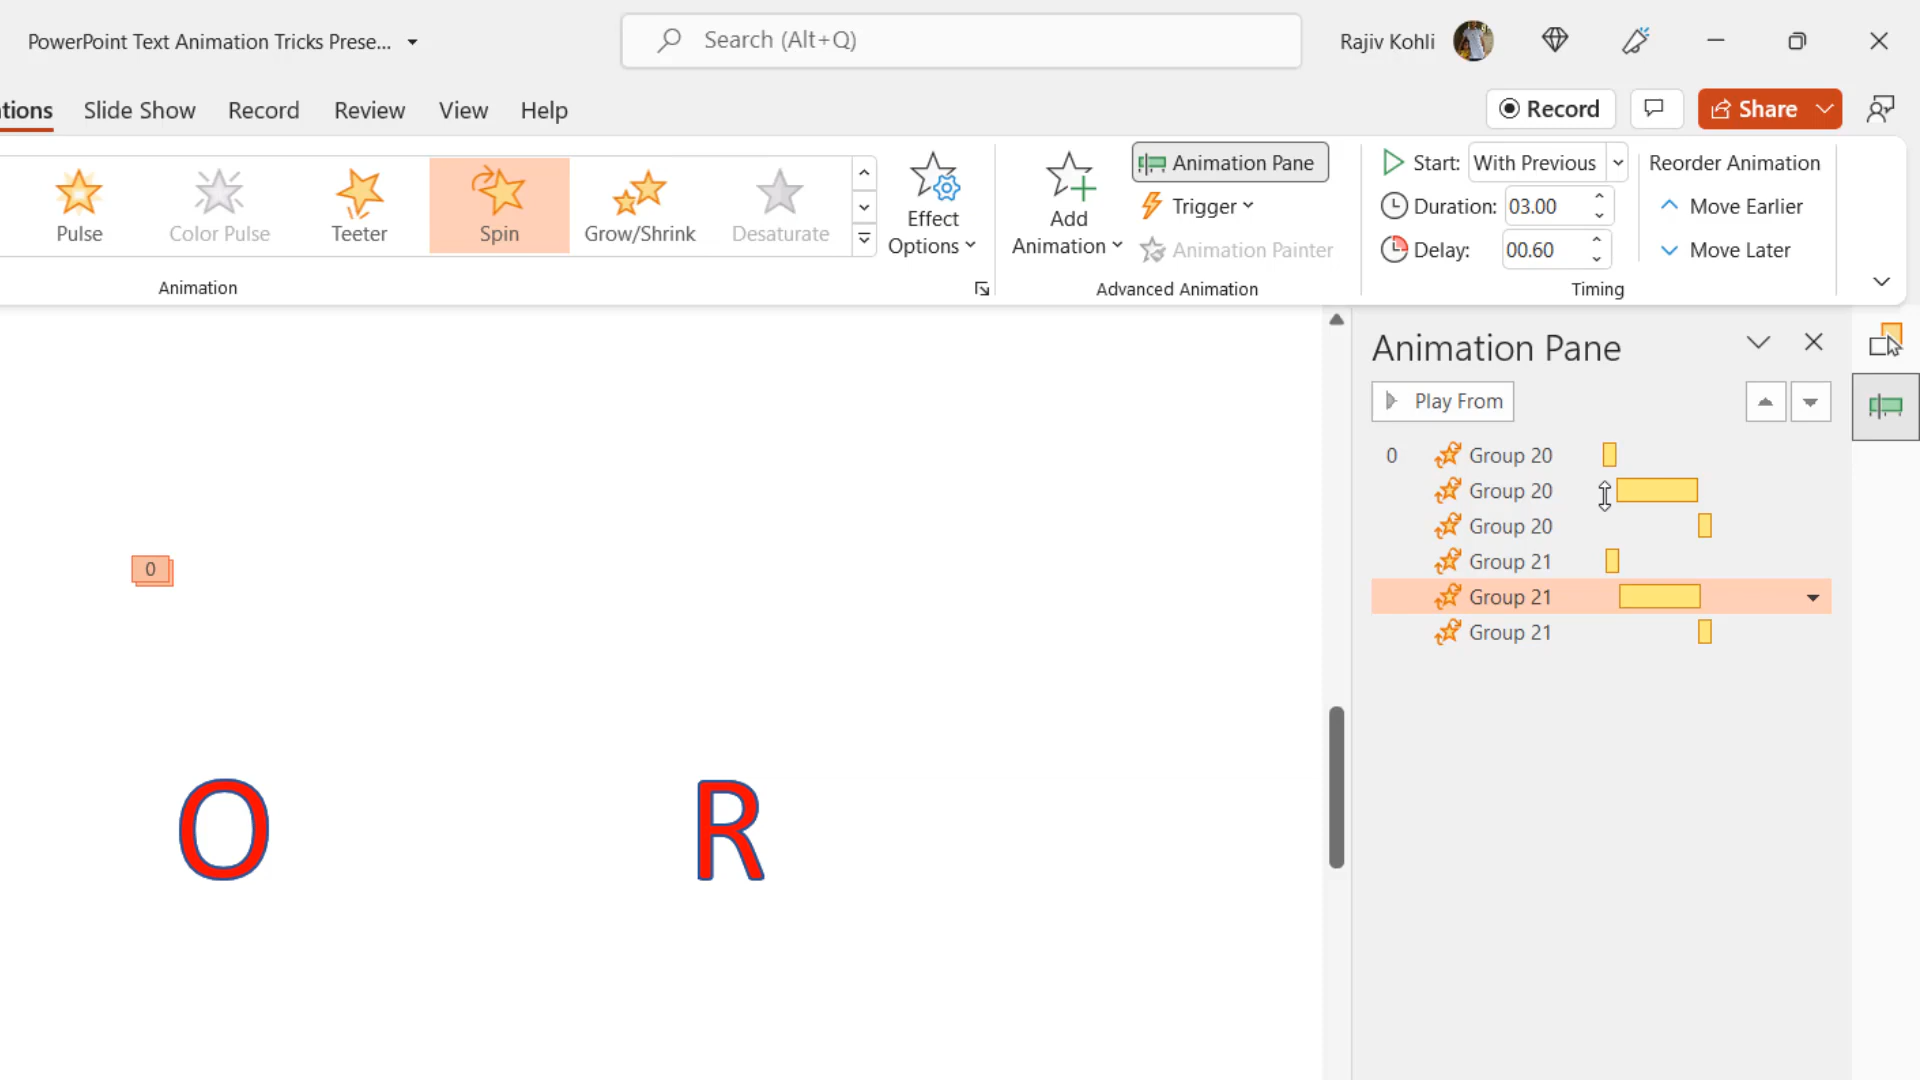 PowerPoint Text Animation Tricks Prese...
Search (Alt+Q)
Rajiv Kohli
tions
Slide Show
Record
Review
View
Help
Record
Share
Pulse
Color Pulse
Teeter
Spin
Grow/Shrink
Desaturate
Effect
Options
Add
Animation
Animation Pane
Trigger
Animation Painter
Start: With Previous
Duration: 03.00
Delay: 00.60
Reorder Animation
Move Earlier
Move Later
Animation
Advanced Animation
Timing
Animation Pane
Play From
0 Group 20
Group 20
Group 20
Group 21
Group 21
Group 21
0
O R